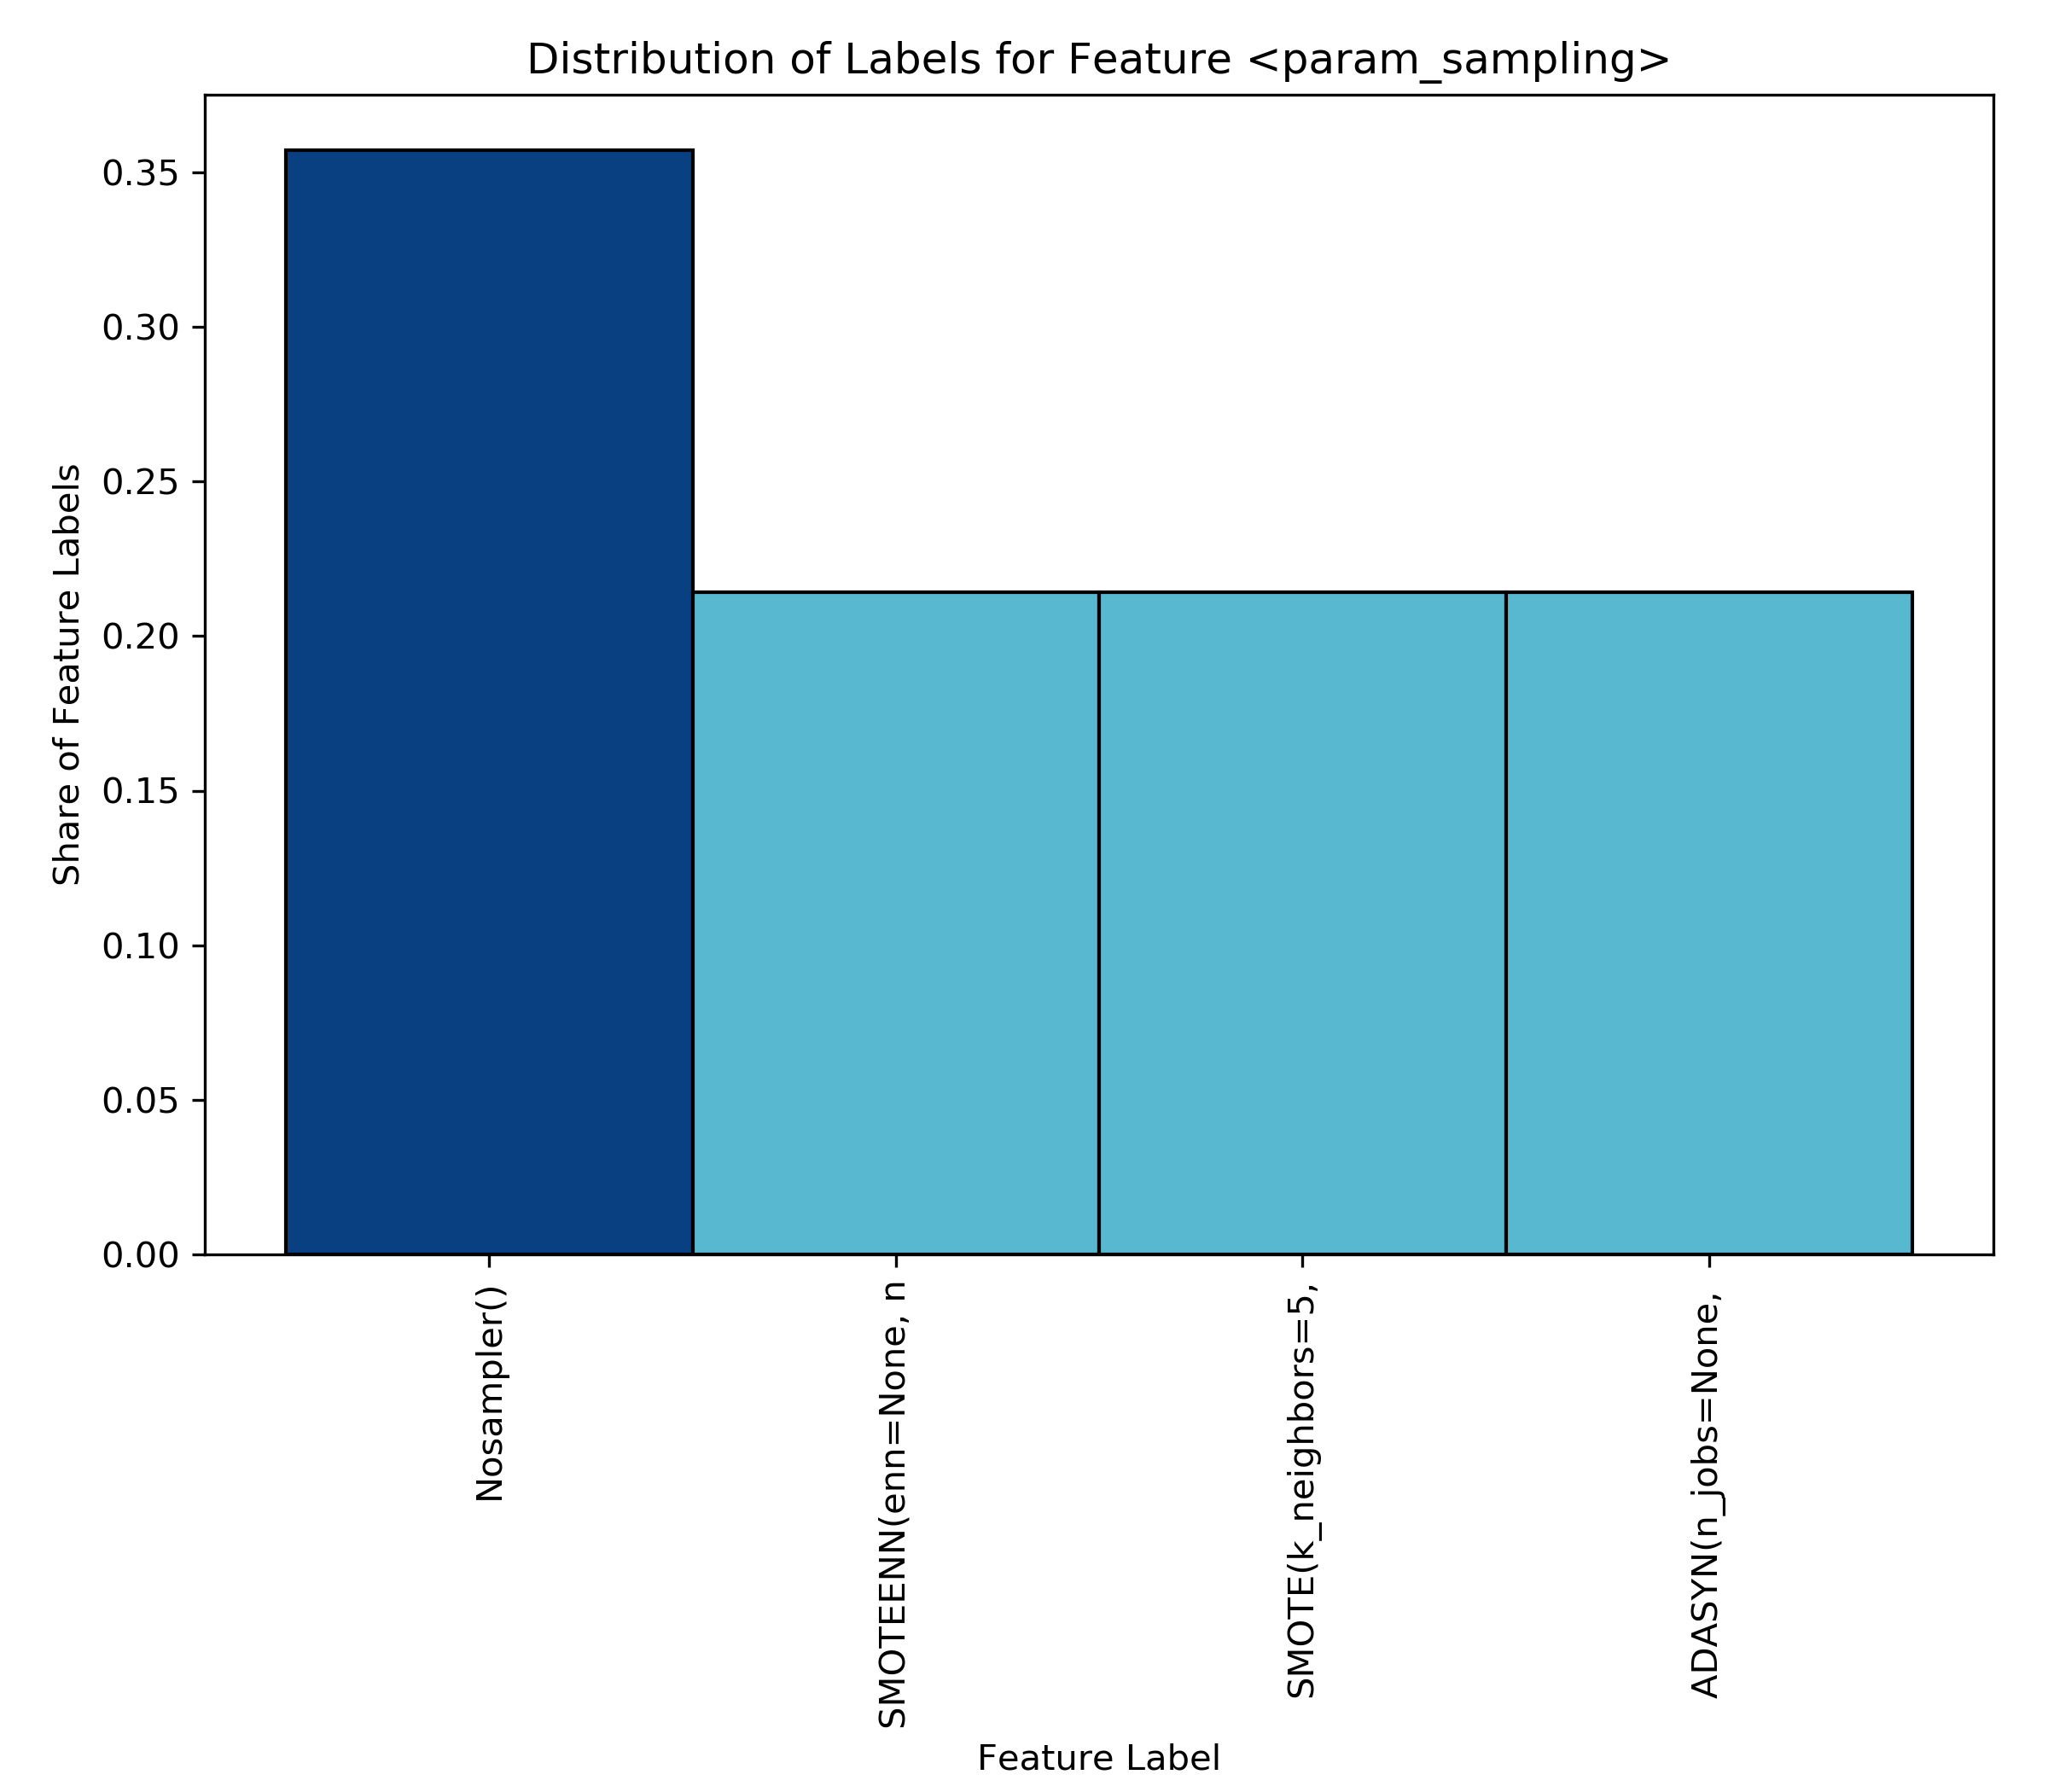 Distribution of Labels for Feature <param_sampling>
Share of Feature Labels
0.35
0.30
0.25
0.20
0.15
0.10
0.05
0.00
Nosampler()
SMOTEENN(enn=None, n
SMOTE(k_neighbors=5,
ADASYN(n_jobs=None,
Feature Label